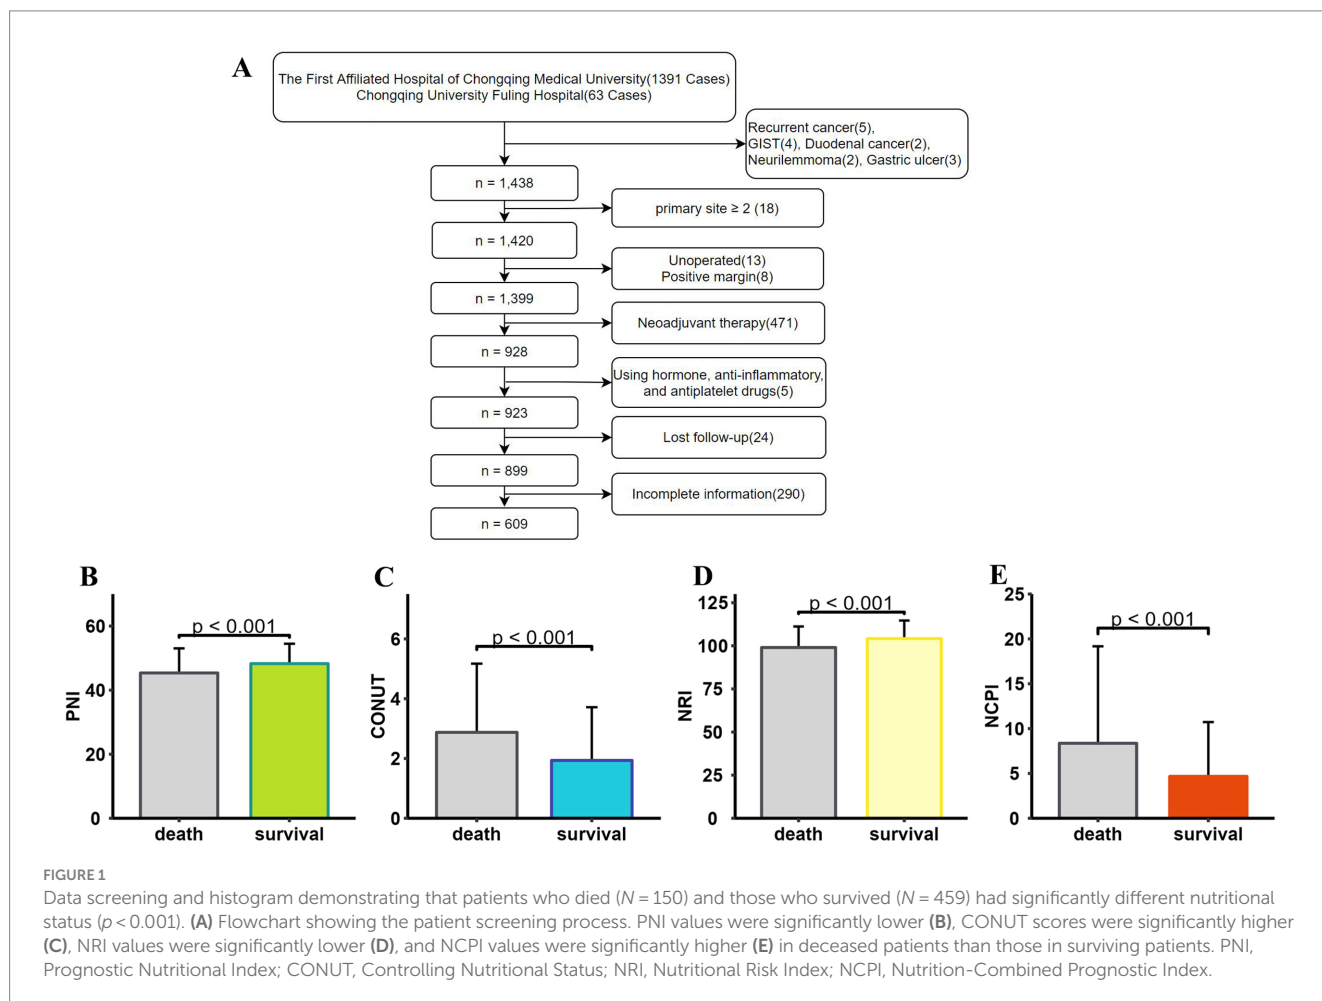 A
The First Affiliated Hospital of Chongqing Medical University(1391 Cases)
Chongqing University Fuling Hospital(63 Cases)
Recurrent cancer(5),
GIST(4), Duodenal cancer(2),
Neurilemmoma(2), Gastric ulcer(3)
n = 1,438
primary site ≥ 2 (18)
n = 1,420
Unoperated(13)
Positive margin(8)
n = 1,399
Neoadjuvant therapy(471)
n = 928
Using hormone, anti-inflammatory,
and antiplatelet drugs(5)
n = 923
Lost follow-up(24)
n = 899
Incomplete information(290)
n = 609
B
PNI
60
40
20
0
p < 0.001
death survival
C
CONUT
6
4
2
0
p < 0.001
death survival
D
NRI
125
100
75
50
25
0
p < 0.001
death survival
E
NCPI
25
20
15
10
5
0
p < 0.001
death survival
FIGURE 1
Data screening and histogram demonstrating that patients who died (N = 150) and those who survived (N = 459) had significantly different nutritional
status (p < 0.001). (A) Flowchart showing the patient screening process. PNI values were significantly lower (B), CONUT scores were significantly higher
(C), NRI values were significantly lower (D), and NCPI values were significantly higher (E) in deceased patients than those in surviving patients. PNI,
Prognostic Nutritional Index; CONUT, Controlling Nutritional Status; NRI, Nutritional Risk Index; NCPI, Nutrition-Combined Prognostic Index.